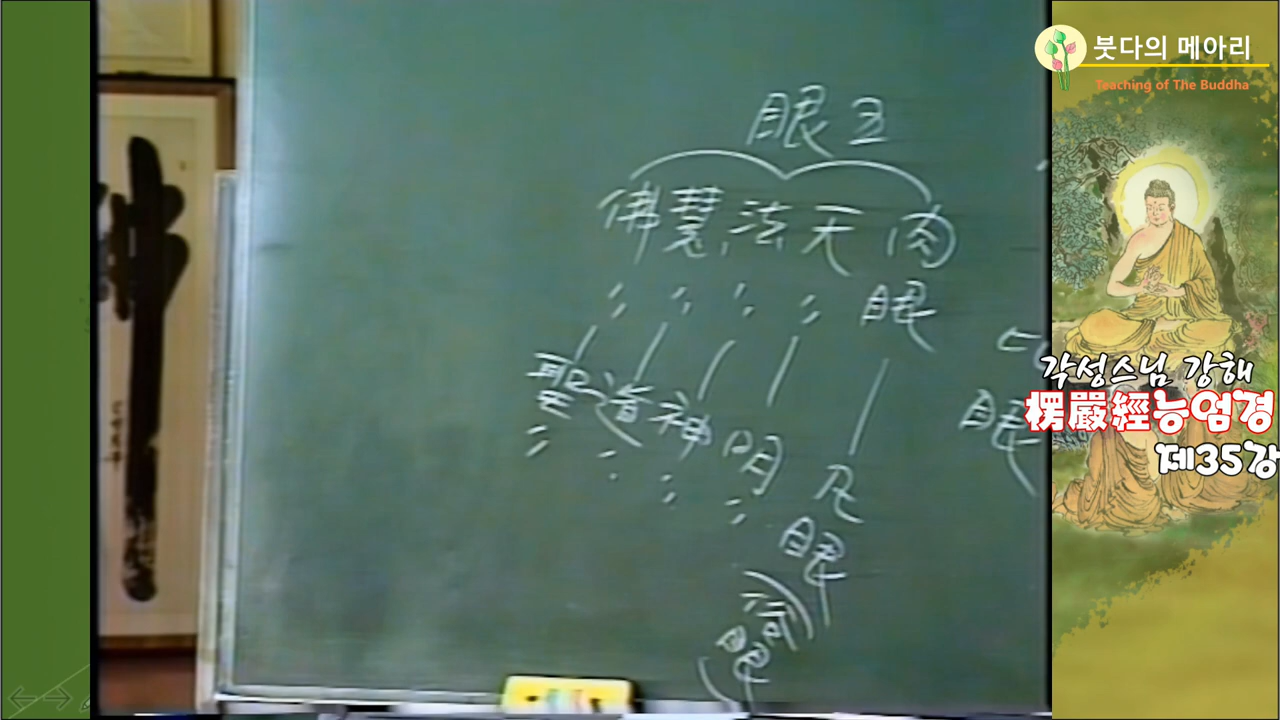 眼五
佛慧法天肉
〃〃〃〃眼
聖道神明凡
〃〃〃〃眼
眼
붓다의 메아리
Teaching of The Buddha
각성스님 강해
楞嚴經능엄경
제35강